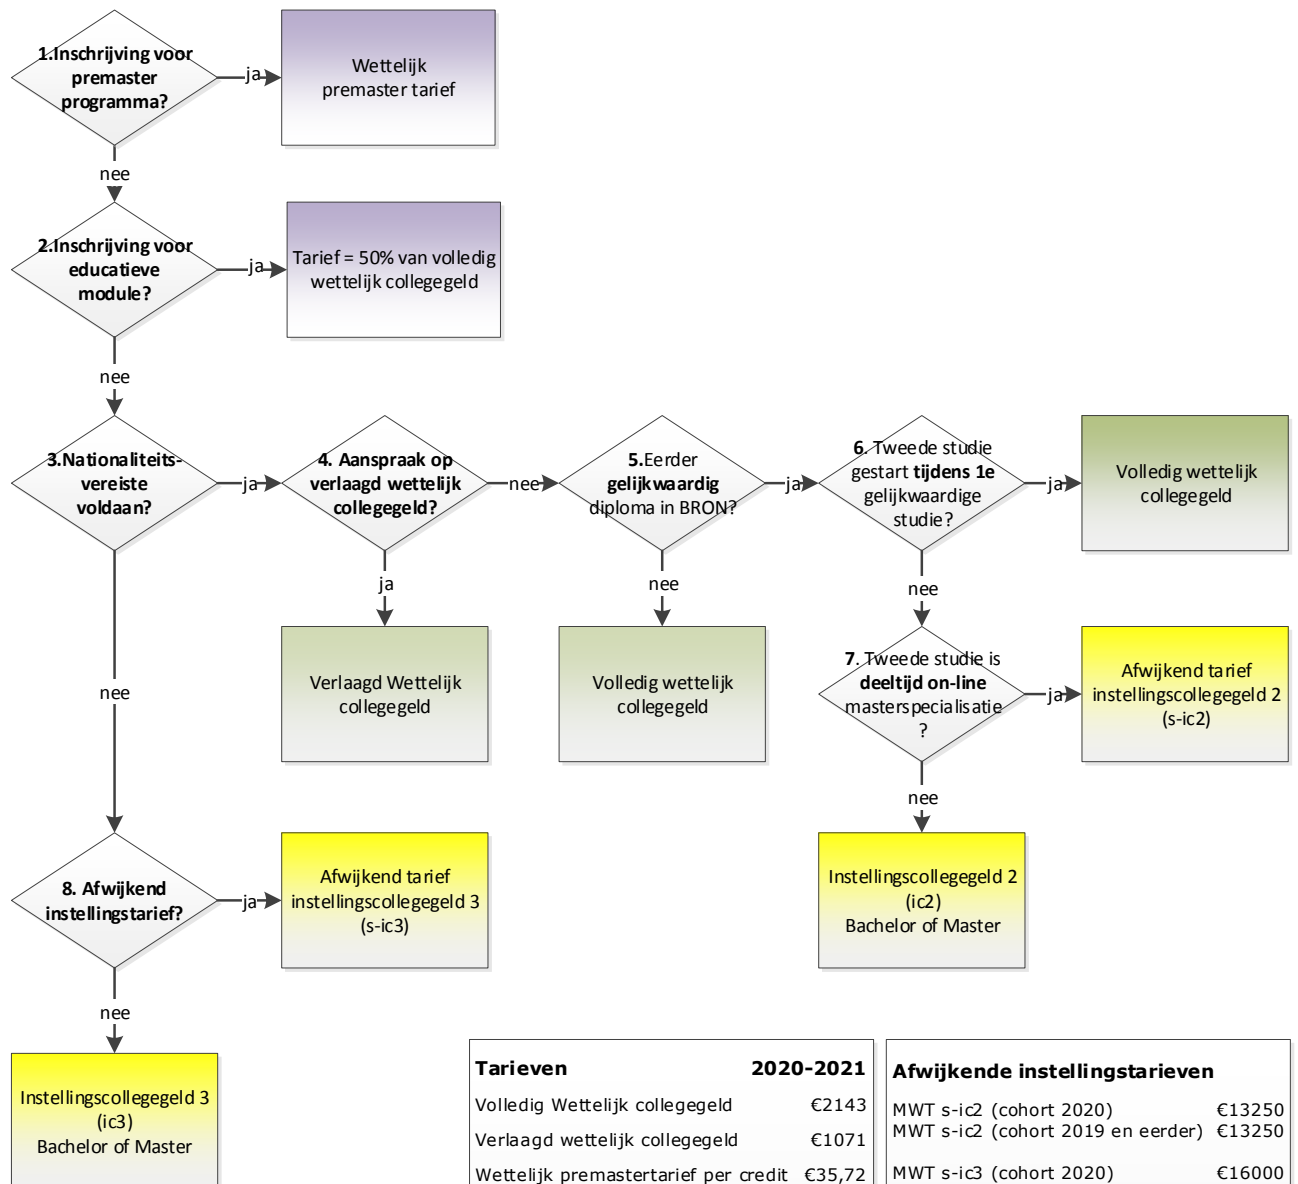 1.Inschrijving voor
premaster
programma?
ja
Wettelijk
premaster tarief
nee
2.Inschrijving voor
educatieve
module?
ja
Tarief = 50% van volledig
wettelijk collegegeld
nee
3.Nationaliteits-
vereiste
voldaan?
ja
4. Aanspraak op
verlaagd wettelijk
collegegeld?
nee
5.Eerder
gelijkwaardig
diploma in BRON?
ja
6. Tweede studie
gestart tijdens 1e
gelijkwaardige
studie?
ja
Volledig wettelijk
collegegeld
ja
nee
nee
nee
Verlaagd Wettelijk
collegegeld
Volledig wettelijk
collegegeld
7. Tweede studie is
deeltijd on-line
masterspecialisatie
?
ja
Afwijkend tarief
instellingscollegegeld 2
(s-ic2)
nee
8. Afwijkend
instellingstarief?
ja
Afwijkend tarief
instellingscollegegeld 3
(s-ic3)
Instellingscollegegeld 2
(ic2)
Bachelor of Master
nee
Instellingscollegegeld 3
(ic3)
Bachelor of Master
Tarieven 2020-2021
Volledig Wettelijk collegegeld €2143
Verlaagd wettelijk collegegeld €1071
Wettelijk premastertarief per credit €35,72
Afwijkende instellingstarieven
MWT s-ic2 (cohort 2020) €13250
MWT s-ic2 (cohort 2019 en eerder) €13250
MWT s-ic3 (cohort 2020) €16000